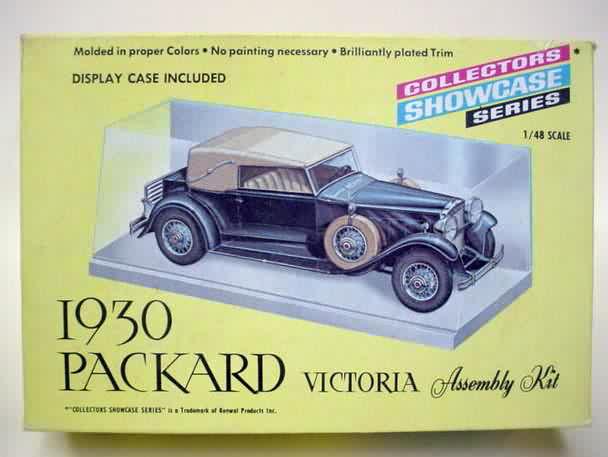 Molded in proper Colors • No painting necessary • Brilliantly plated Trim
DISPLAY CASE INCLUDED
COLLECTORS
SHOWCASE
SERIES
*
1/48 SCALE
1930
PACKARD VICTORIA Assembly Kit
*"COLLECTORS SHOWCASE SERIES" is a Trademark of Renwal Products Inc.